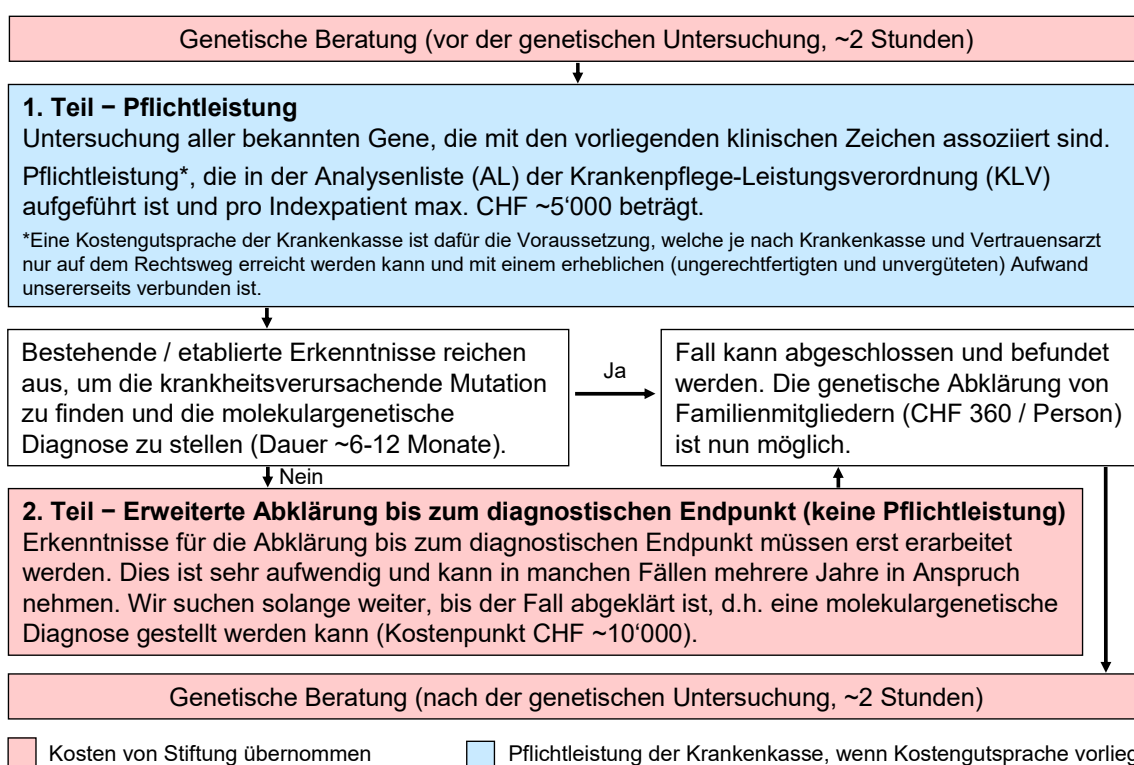 Genetische Beratung (vor der genetischen Untersuchung, ~2 Stunden)
1. Teil − Pflichtleistung
Untersuchung aller bekannten Gene, die mit den vorliegenden klinischen Zeichen assoziiert sind.
Pflichtleistung*, die in der Analysenliste (AL) der Krankenpflege-Leistungsverordnung (KLV)
aufgeführt ist und pro Indexpatient max. CHF ~5‘000 beträgt.
*Eine Kostengutsprache der Krankenkasse ist dafür die Voraussetzung, welche je nach Krankenkasse und Vertrauensarzt
nur auf dem Rechtsweg erreicht werden kann und mit einem erheblichen (ungerechtfertigten und unvergüteten) Aufwand
unsererseits verbunden ist.
Bestehende / etablierte Erkenntnisse reichen
aus, um die krankheitsverursachende Mutation
zu finden und die molekulargenetische
Diagnose zu stellen (Dauer ~6-12 Monate).
Ja
Fall kann abgeschlossen und befundet
werden. Die genetische Abklärung von
Familienmitgliedern (CHF 360 / Person)
ist nun möglich.
Nein
2. Teil − Erweiterte Abklärung bis zum diagnostischen Endpunkt (keine Pflichtleistung)
Erkenntnisse für die Abklärung bis zum diagnostischen Endpunkt müssen erst erarbeitet
werden. Dies ist sehr aufwendig und kann in manchen Fällen mehrere Jahre in Anspruch
nehmen. Wir suchen solange weiter, bis der Fall abgeklärt ist, d.h. eine molekulargenetische
Diagnose gestellt werden kann (Kostenpunkt CHF ~10‘000).
Genetische Beratung (nach der genetischen Untersuchung, ~2 Stunden)
Kosten von Stiftung übernommen
Pflichtleistung der Krankenkasse, wenn Kostengutsprache vorlieg